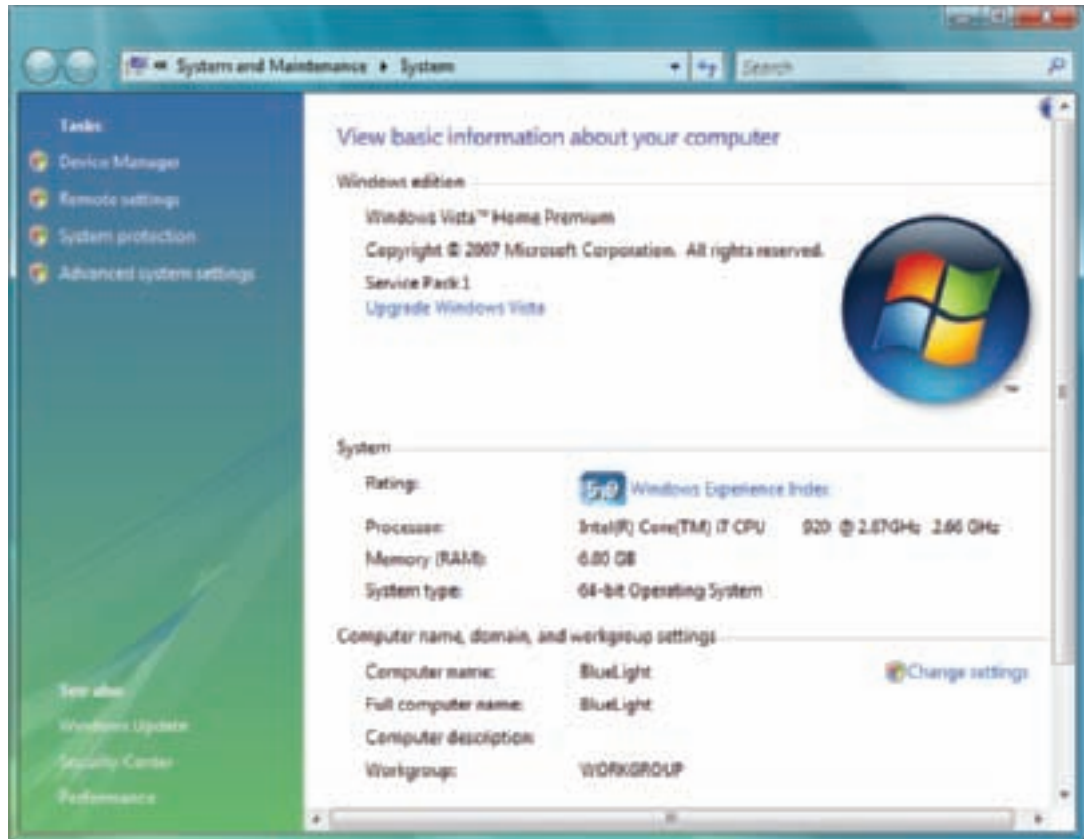 System and Maintenance System
Search
Tasks
Device Manager
Remote settings
System protection
Advanced system settings
See also
Windows Update
Security Center
Performance
View basic information about your computer
Windows edition
Windows Vista™ Home Premium
Copyright © 2007 Microsoft Corporation. All rights reserved.
Service Pack 1
Upgrade Windows Vista
System
Rating: 5.9 Windows Experience Index
Processor: Intel(R) Core(TM) i7 CPU 920 @ 2.67GHz 2.66 GHz
Memory (RAM): 6.00 GB
System type: 64-bit Operating System
Computer name, domain, and workgroup settings
Computer name: BlueLight Change settings
Full computer name: BlueLight
Computer description:
Workgroup: WORKGROUP